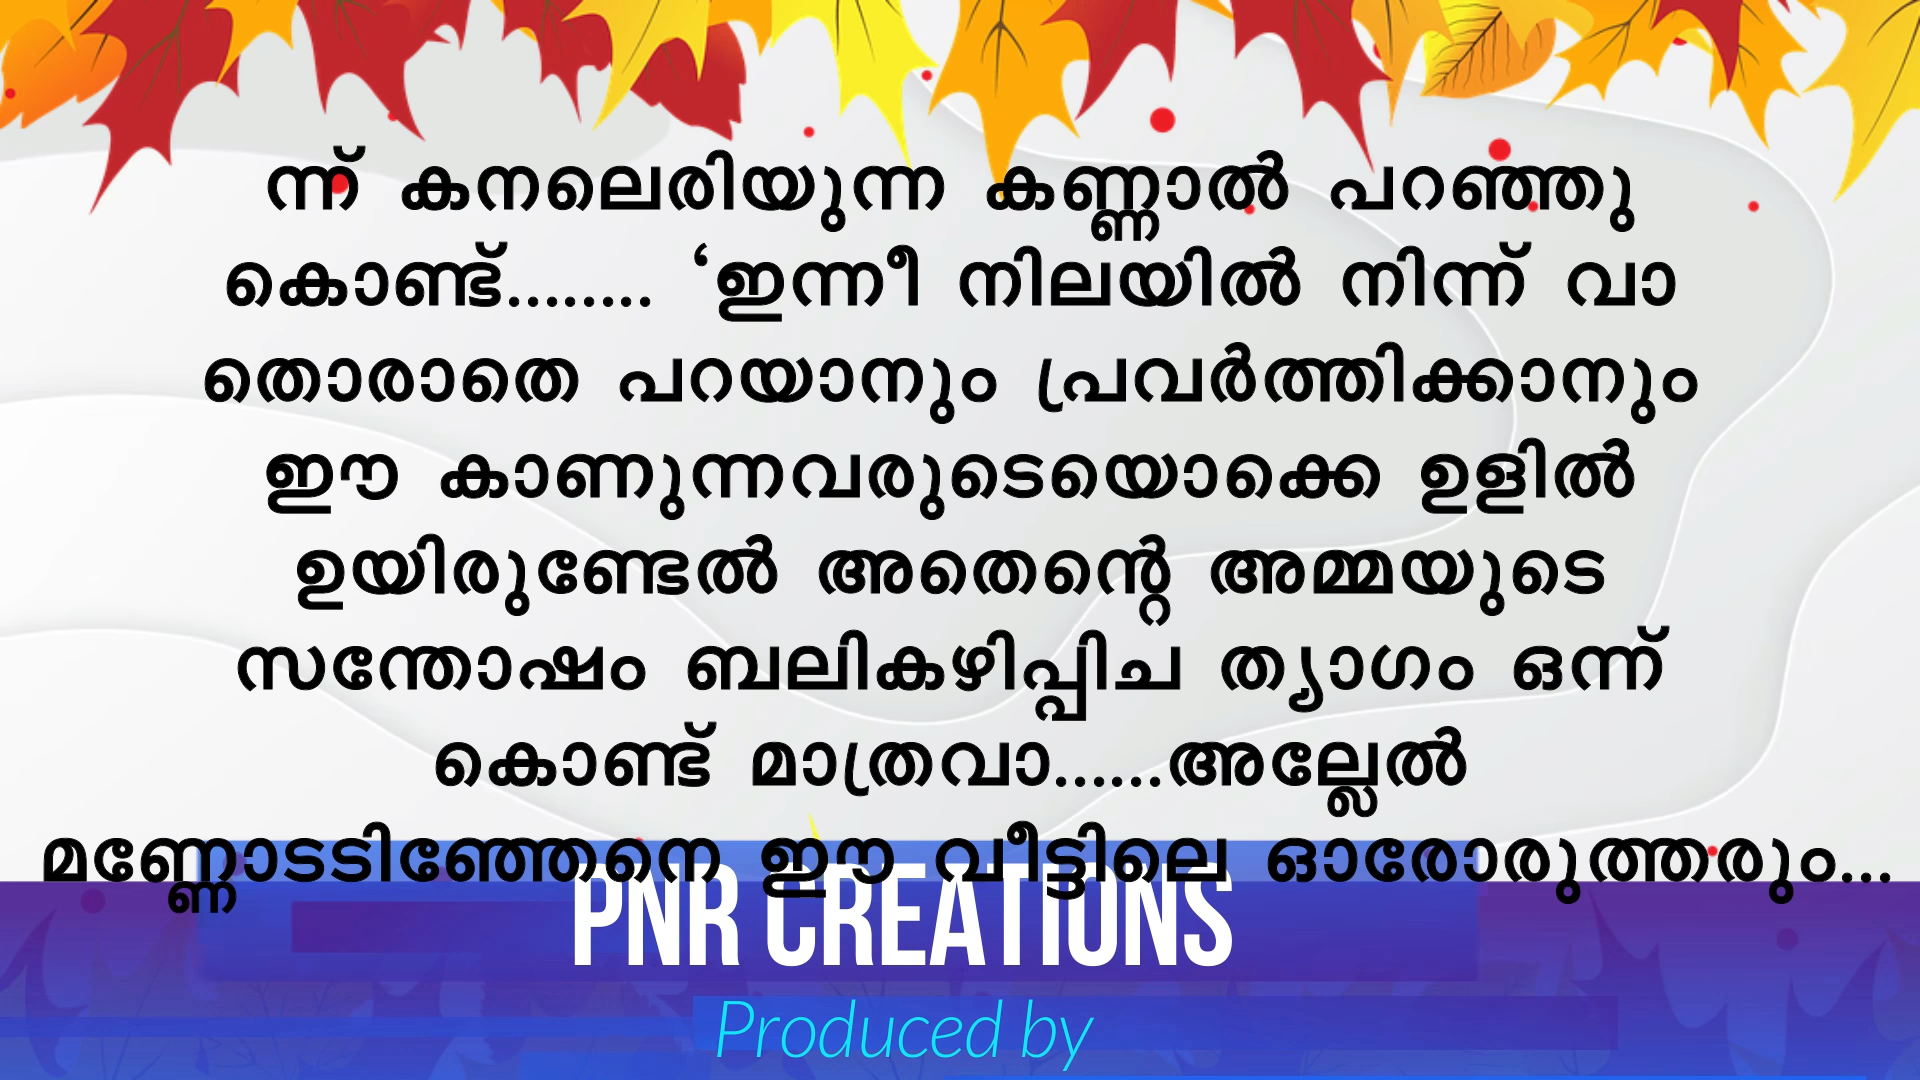 ന്ന് കനലെരിയുന്ന കണ്ണാൽ പറഞ്ഞു
കൊണ്ട്........ ‘ഇന്നീ നിലയിൽ നിന്ന് വാ
തൊരാതെ പറയാനും പ്രവർത്തിക്കാനും
ഈ കാണുന്നവരുടെയൊക്കെ ഉളിൽ
ഉയിരുണ്ടേൽ അതെന്റെ അമ്മയുടെ
സന്തോഷം ബലികഴിപ്പിച ത്യാഗം ഒന്ന്
കൊണ്ട് മാത്രവാ......അല്ലേൽ
മണ്ണോടടിഞ്ഞേനെ ഈ വീട്ടിലെ ഓരോരുത്തരും...
PNR CREATIONS
Produced by